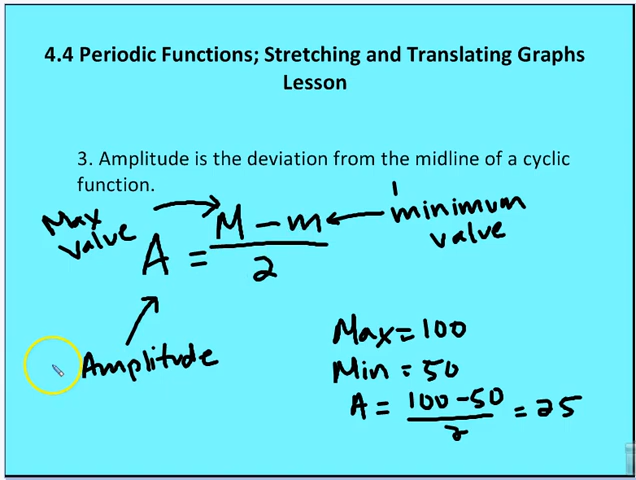 4.4 Periodic Functions; Stretching and Translating Graphs
Lesson
3. Amplitude is the deviation from the midline of a cyclic
function.
Max
value
A = M - m
2
minimum
value
Amplitude
Max = 100
Min = 50
A = 100 - 50 = 25
2